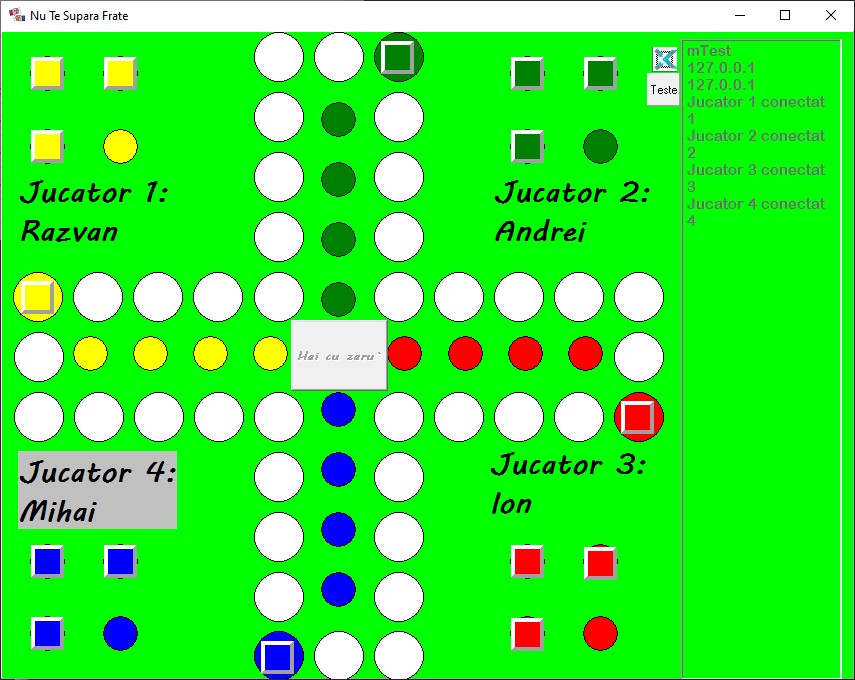 Nu Te Supara Frate
Jucator 1:
Razvan
Jucator 2:
Andrei
Teste
mTest
127.0.0.1
127.0.0.1
Jucator 1 conectat
1
Jucator 2 conectat
2
Jucator 3 conectat
3
Jucator 4 conectat
4
Hai cu zaru`
Jucator 4:
Mihai
Jucator 3:
Ion